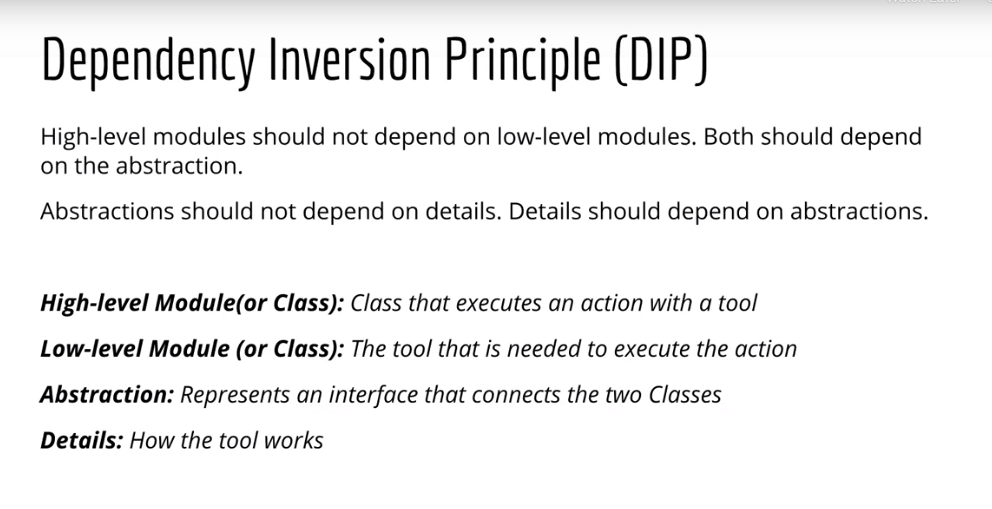 Dependency Inversion Principle (DIP)
High-level modules should not depend on low-level modules. Both should depend
on the abstraction.
Abstractions should not depend on details. Details should depend on abstractions.
High-level Module(or Class): Class that executes an action with a tool
Low-level Module (or Class): The tool that is needed to execute the action
Abstraction: Represents an interface that connects the two Classes
Details: How the tool works